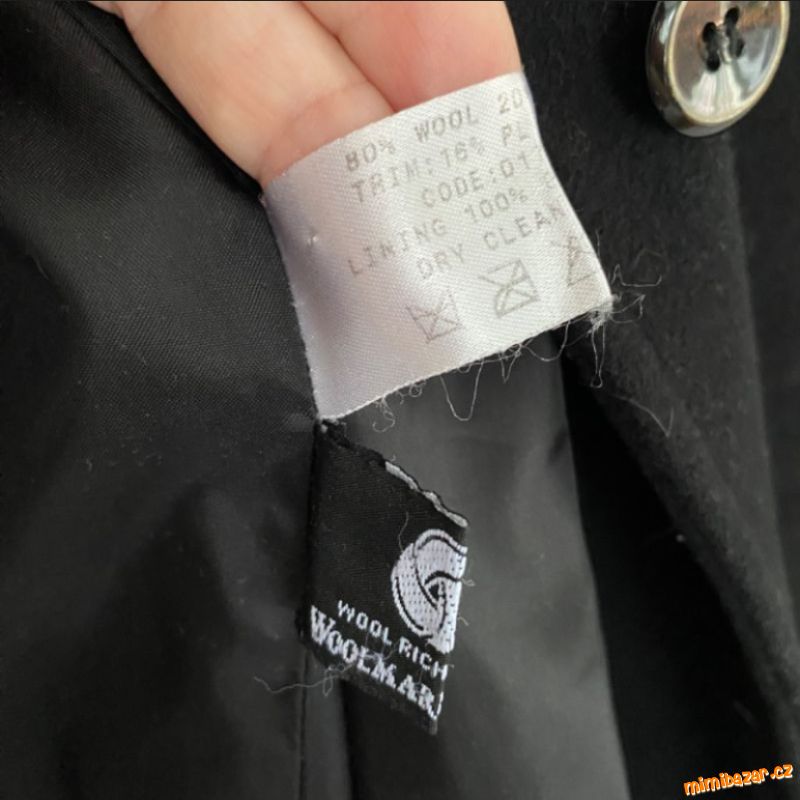 80% WOOL 20
TRIM:16% PL
CODE:01
LINING 100%
DRY CLEAN
WOOL RICH
WOOLMAR
mimibazar.cz